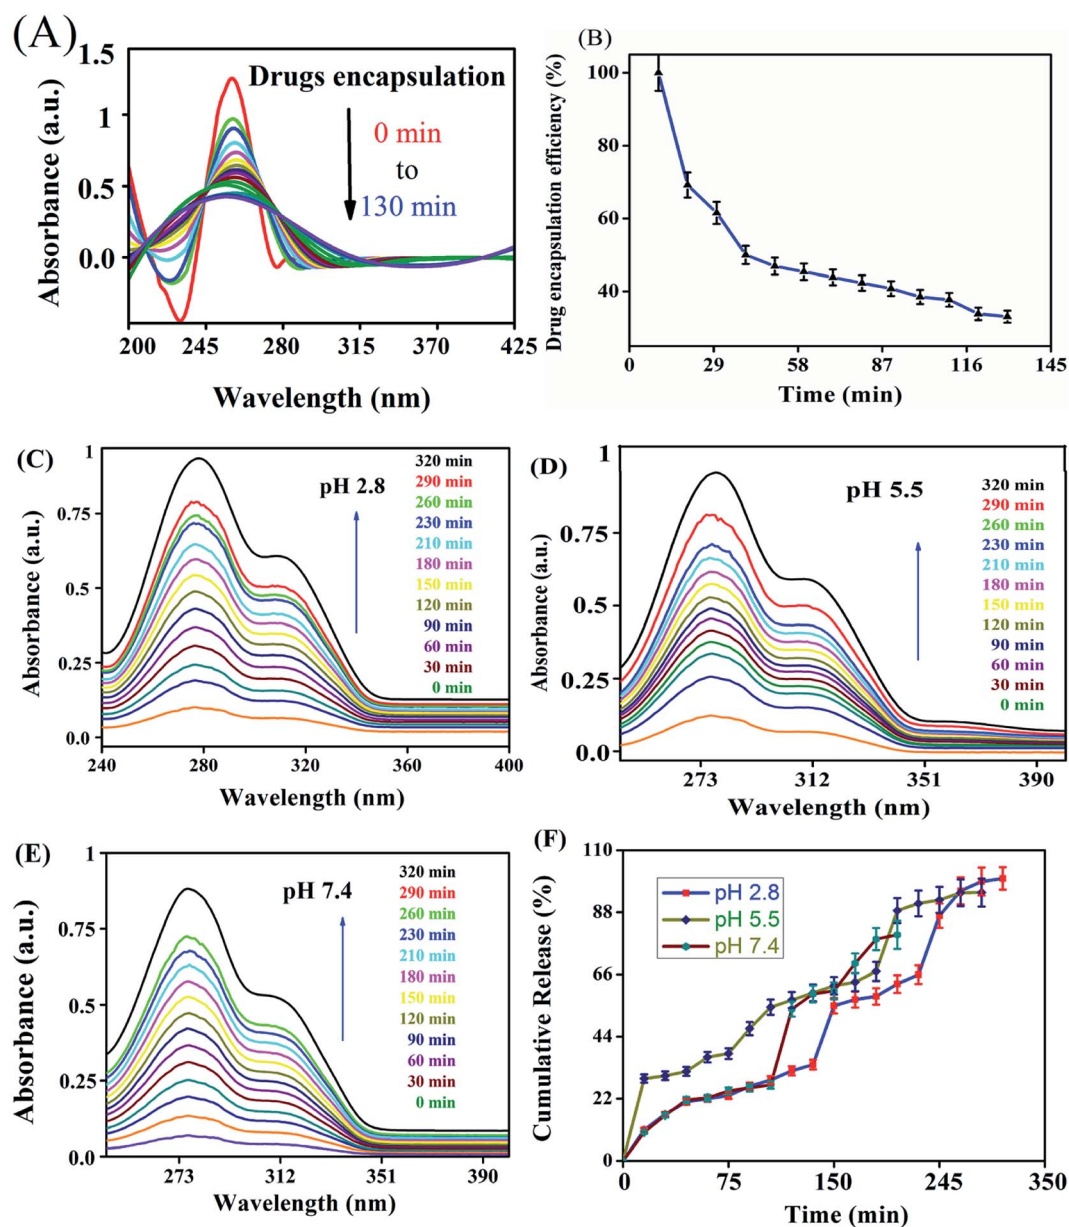 (A)
1.5
1
0.5
0.0
Absorbance (a.u.)
Drugs encapsulation
0 min
to
130 min
200 245 280 315 370 425
Wavelength (nm)
(B)
100
80
60
40
Drug encapsulation efficiency (%)
0 29 58 87 116 145
Time (min)
(C)
1
0.75
0.5
0.25
0.0
Absorbance (a.u.)
pH 2.8
320 min
290 min
260 min
230 min
210 min
180 min
150 min
120 min
90 min
60 min
30 min
0 min
240 280 320 360 400
Wavelength (nm)
(D)
1
0.75
0.5
0.25
0.0
Absorbance (a.u.)
pH 5.5
320 min
290 min
260 min
230 min
210 min
180 min
150 min
120 min
90 min
60 min
30 min
0 min
273 312 351 390
Wavelength (nm)
(E)
1
0.75
0.5
0.25
0.0
Absorbance (a.u.)
pH 7.4
320 min
290 min
260 min
230 min
210 min
180 min
150 min
120 min
90 min
60 min
30 min
0 min
273 312 351 390
Wavelength (nm)
(F)
110
88
66
44
22
0
Cumulative Release (%)
pH 2.8
pH 5.5
pH 7.4
0 75 150 245 350
Time (min)